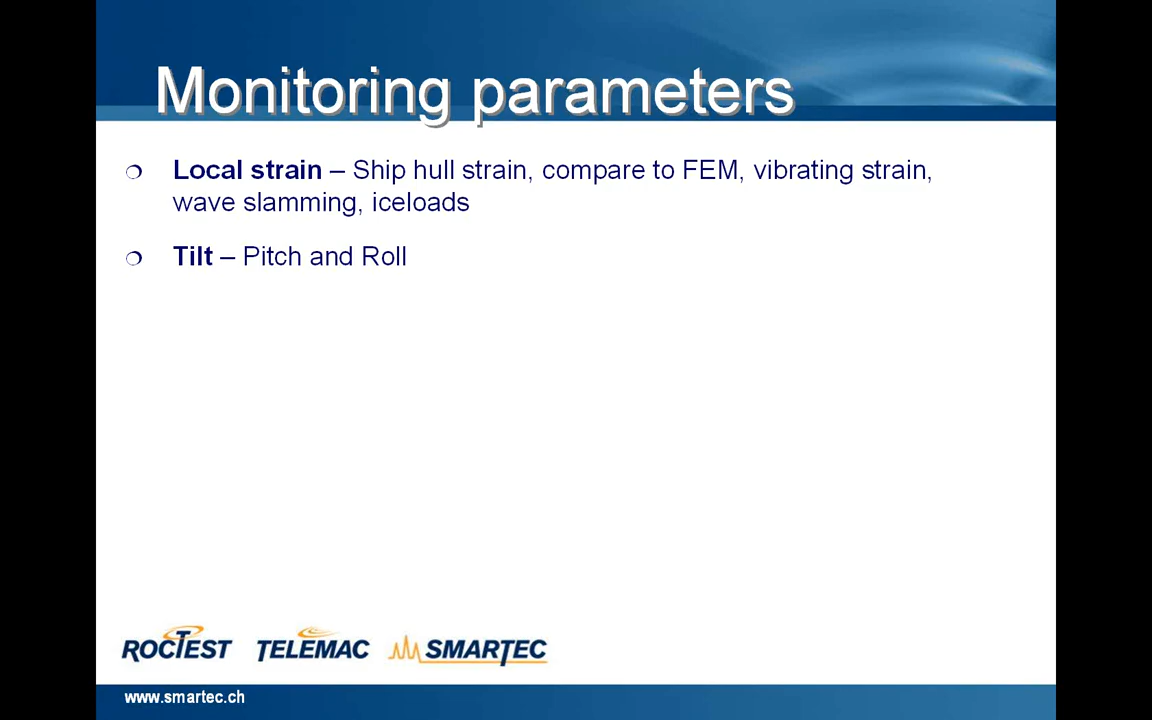 Monitoring parameters
❍ Local strain – Ship hull strain, compare to FEM, vibrating strain,
wave slamming, iceloads
❍ Tilt – Pitch and Roll
ROCTEST TELEMAC SMARTEC
www.smartec.ch